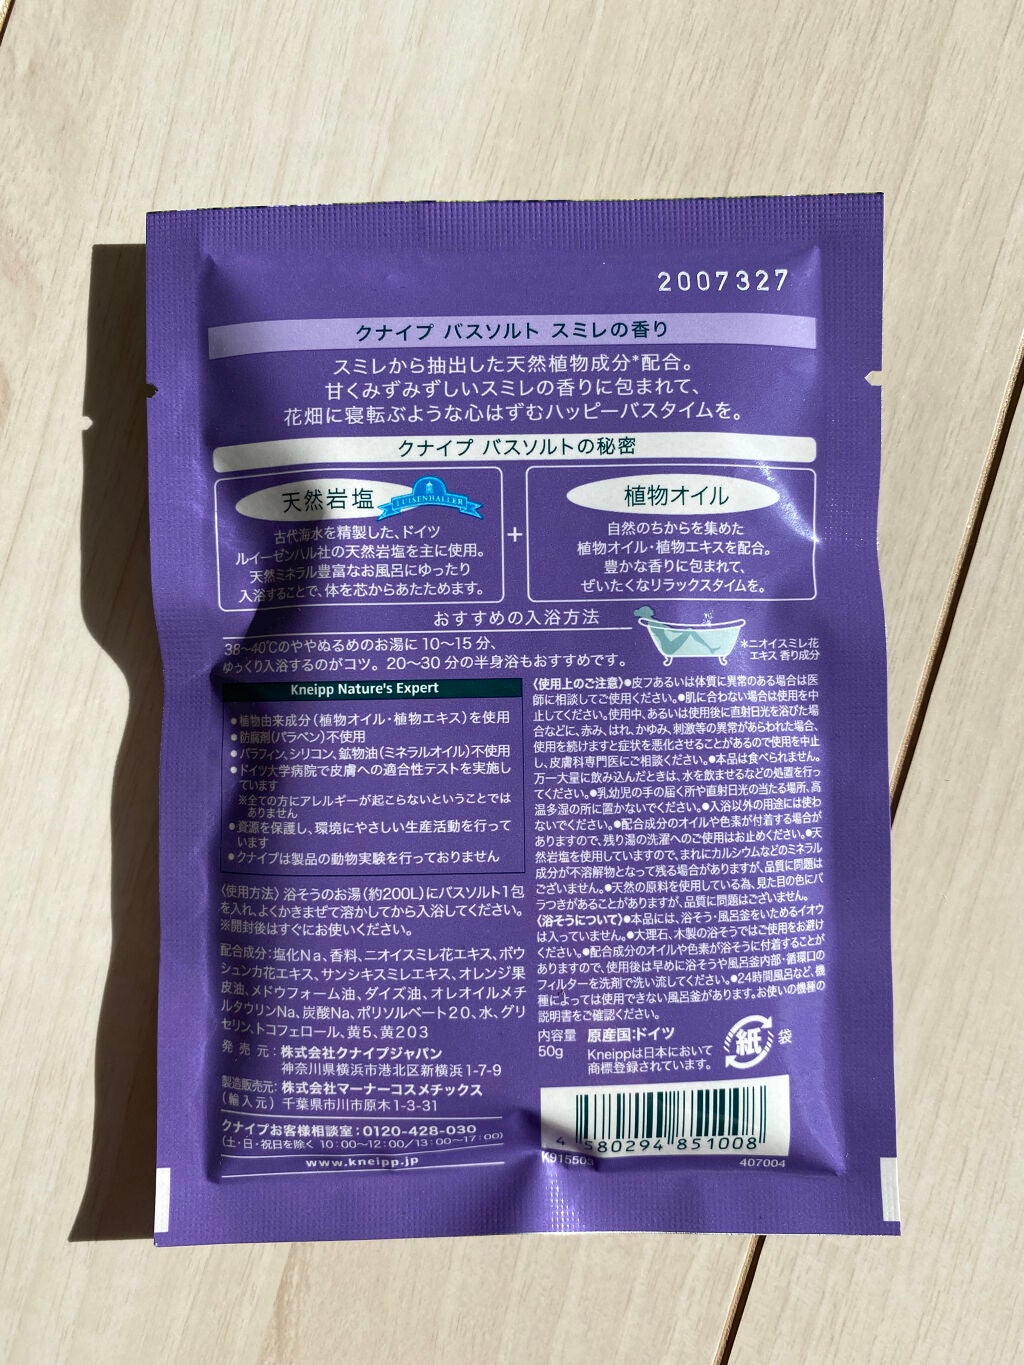 2007327
クナイプ バスソルト スミレの香り
スミレから抽出した天然植物成分*配合。
甘くみずみずしいスミレの香りに包まれて、
花畑に寝転ぶような心はずむハッピーバスタイムを。
クナイプ バスソルトの秘密
天然岩塩
LUISENHALLER
古代海水を精製した、ドイツ
ルイーゼンハル社の天然岩塩を主に使用。
天然ミネラル豊富なお風呂にゆったり
入浴することで、体を芯からあたためます。
+
植物オイル
自然のちからを集めた
植物オイル・植物エキスを配合。
豊かな香りに包まれて、
ぜいたくなリラックスタイムを。
おすすめの入浴方法
38〜40℃のややぬるめのお湯に 10〜15 分、
ゆっくり入浴するのがコツ。20〜30 分の半身浴もおすすめです。
*ニオイスミレ花
エキス 香り成分
Kneipp Nature's Expert
●植物由来成分(植物オイル・植物エキス)を使用
●防腐剤(パラベン)不使用
●パラフィン、シリコン、鉱物油(ミネラルオイル)不使用
●ドイツ大学病院で皮膚への適合性テストを実施し
ています
※全ての方にアレルギーが起こらないということでは
ありません
●資源を保護し、環境にやさしい生産活動を行って
います
●クナイプは製品の動物実験を行っておりません
〈使用方法〉浴そうのお湯(約200L)にバスソルト1包
を入れ、よくかきまぜて溶かしてから入浴してください。
※開封後はすぐにお使いください。
配合成分:塩化Na、香料、ニオイスミレ花エキス、ボウ
シュンカ花エキス、サンシキスミレエキス、オレンジ果
皮油、メドウフォーム油、ダイズ油、オレオイルメチ
ルタウリンNa、炭酸Na、ポリソルベート20、水、グリ
セリン、トコフェロール、黄5、黄203
発売元:株式会社クナイプジャパン
神奈川県横浜市港北区新横浜1-7-9
製造販売元:株式会社マーナーコスメチックス
(輸入元)千葉県市川市原木1-3-31
クナイプお客様相談室:0120-428-030
(土・日・祝日を除く 10:00〜12:00/13:00〜17:00)
www.kneipp.jp
〈使用上のご注意〉●皮フあるいは体質に異常のある場合は医
師に相談してご使用ください。●肌に合わない場合は使用を中
止してください。使用中、あるいは使用後に直射日光を浴びた場
合などに、赤み、はれ、かゆみ、刺激等の異常があらわれた場合、
使用を続けますと症状を悪化させることがあるので使用を中止
し、皮膚科専門医にご相談ください。●本品は食べられません。
万一大量に飲み込んだときは、水を飲ませるなどの処置を行っ
てください。●乳幼児の手の届く所や直射日光の当たる場所、高
温多湿の所に置かないでください。●入浴以外の用途には使わ
ないでください。●配合成分のオイルや色素が付着する場合が
ありますので、残り湯の洗濯へのご使用はお止めください。●天
然岩塩を使用していますので、まれにカルシウムなどのミネラル
成分が不溶解物となって残る場合がありますが、品質に問題は
ございません。●天然の原料を使用している為、見た目の色にバ
ラつきがあることがありますが、品質に問題はございません。
〈浴そうについて〉●本品には、浴そう・風呂釜をいためるイオウ
は入っていません。●大理石、木製の浴そうではご使用をお避け
ください。●配合成分のオイルや色素が浴そうに付着することが
ありますので、使用後は早めに浴そうや風呂釜内部・循環口の
フィルターを洗剤で洗い流してください。●24時間風呂など、機
種によっては使用できない風呂釜があります。お使いの機種の
説明書をご確認ください。
内容量 原産国:ドイツ
50g Kneippは日本において
商標登録されています。
紙 袋
4 580294 851008
K915503
407004